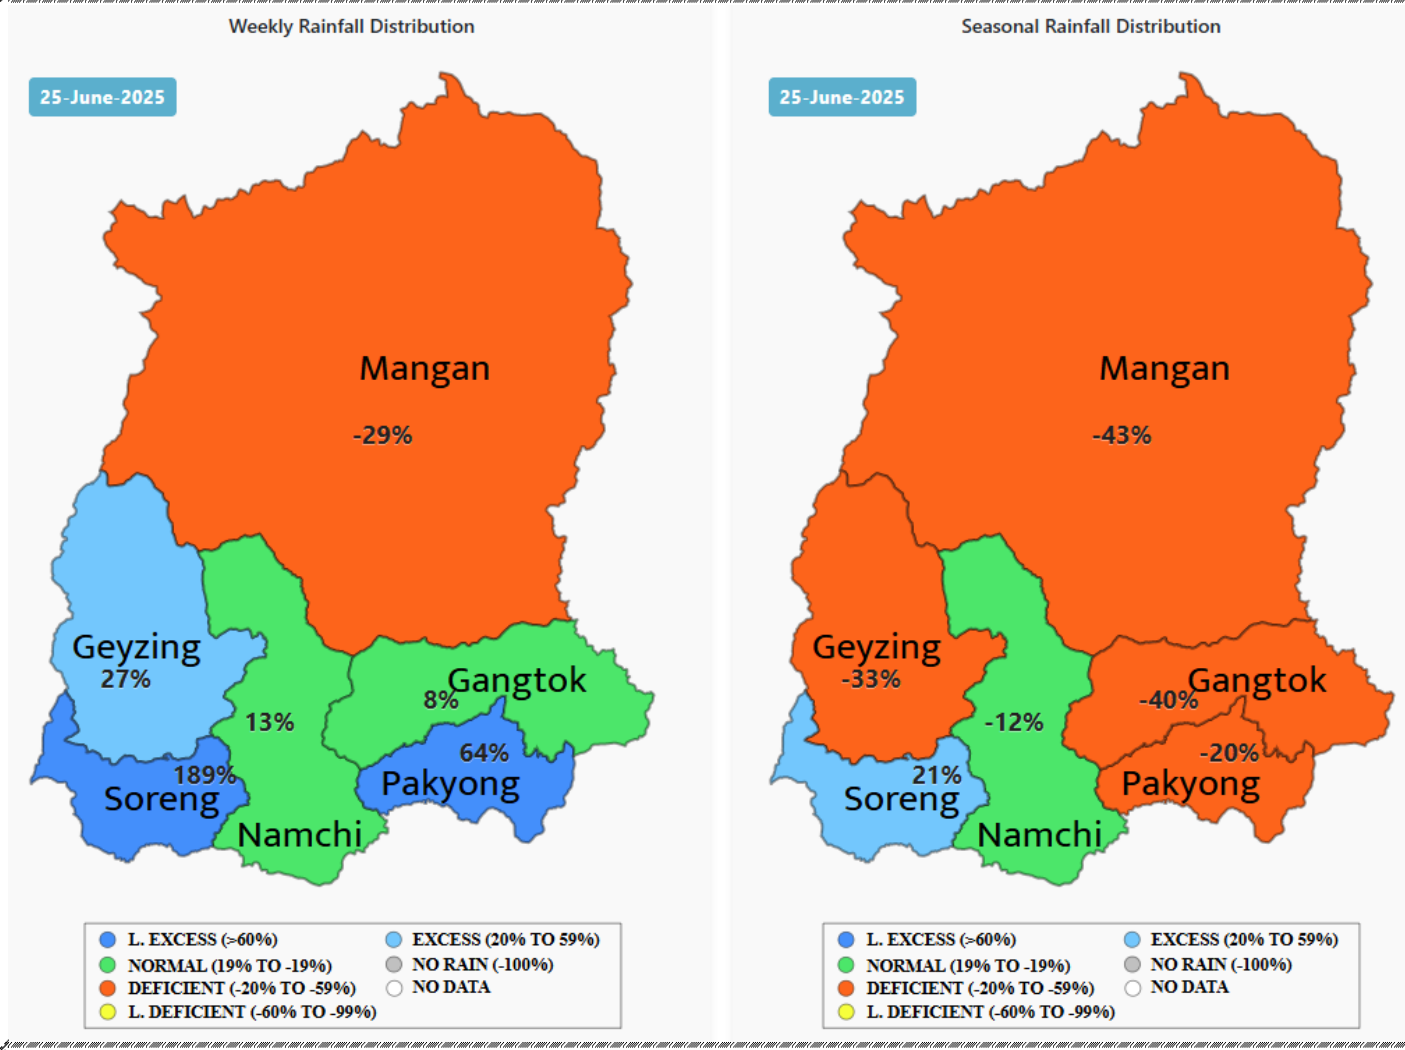 Weekly Rainfall Distribution
25-June-2025
Mangan
-29%
Geyzing
27%
Gangtok
8%
13%
64%
Pakyong
189%
Soreng
Namchi
L. EXCESS (>60%)
EXCESS (20% TO 59%)
NORMAL (19% TO -19%)
NO RAIN (-100%)
DEFICIENT (-20% TO -59%)
NO DATA
L. DEFICIENT (-60% TO -99%)
Seasonal Rainfall Distribution
25-June-2025
Mangan
-43%
Geyzing
-33%
Gangtok
-40%
-12%
-20%
Pakyong
21%
Soreng
Namchi
L. EXCESS (>60%)
EXCESS (20% TO 59%)
NORMAL (19% TO -19%)
NO RAIN (-100%)
DEFICIENT (-20% TO -59%)
NO DATA
L. DEFICIENT (-60% TO -99%)